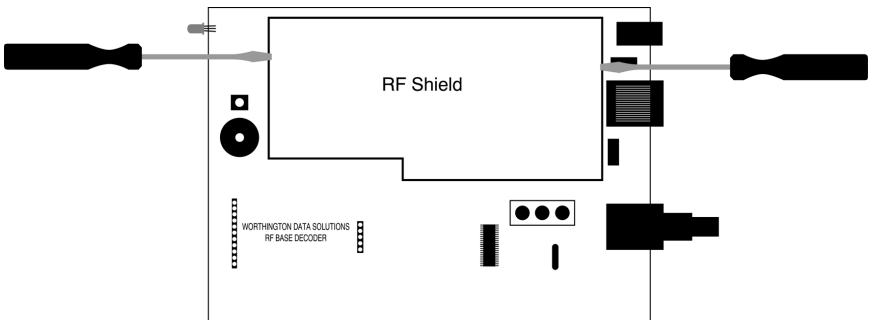 RF Shield
WORTHINGTON DATA SOLUTIONS
RF BASE DECODER